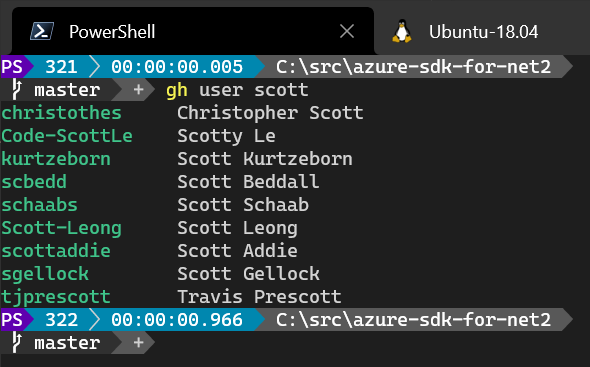 PowerShell Ubuntu-18.04
PS 321 00:00:00.005 C:\src\azure-sdk-for-net2
master + gh user scott
christothes Christopher Scott
Code-ScottLe Scotty Le
kurtzeborn Scott Kurtzeborn
scbedd Scott Beddall
schaabs Scott Schaab
Scott-Leong Scott Leong
scottaddie Scott Addie
sgellock Scott Gellock
tjprescott Travis Prescott
PS 322 00:00:00.966 C:\src\azure-sdk-for-net2
master +